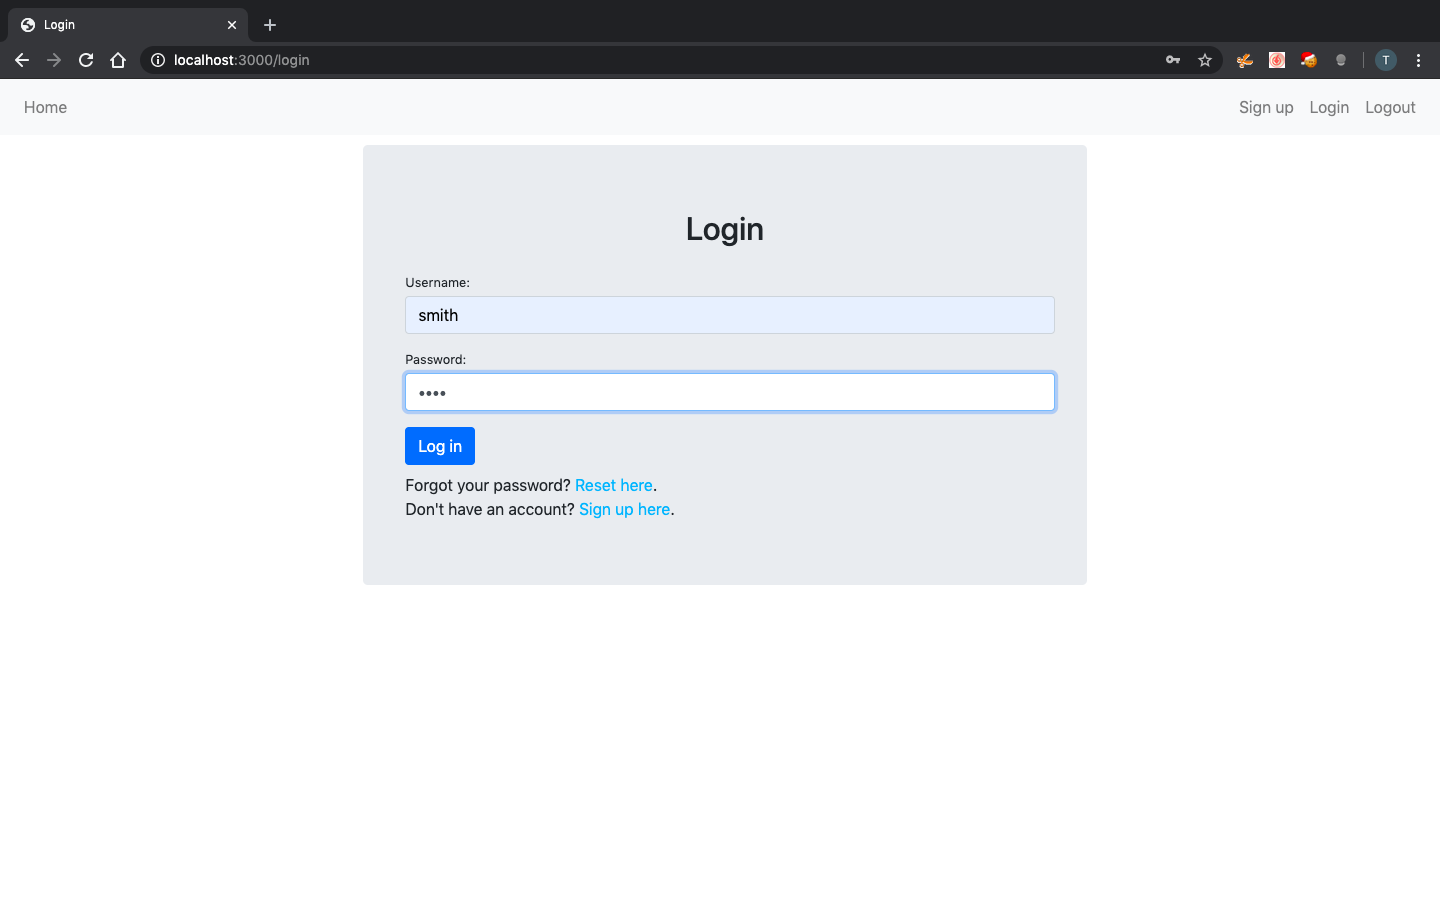 Login
localhost:3000/login
T
Home
Sign up Login Logout
Login
Username:
smith
Password:
••••
Log in
Forgot your password? Reset here.
Don't have an account? Sign up here.